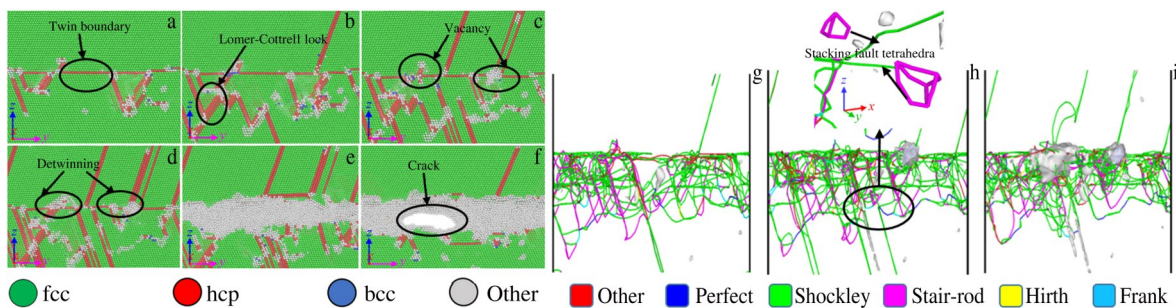 a
Twin boundary
b
Lomer-Cottrell lock
c
Vacancy
z
y
z
y
z
y
d
Detwinning
e
f
Crack
z
y
z
y
z
y
g
Stacking fault tetrahedra
z
x
y
h
i
fcc
hcp
bcc
Other
Other
Perfect
Shockley
Stair-rod
Hirth
Frank